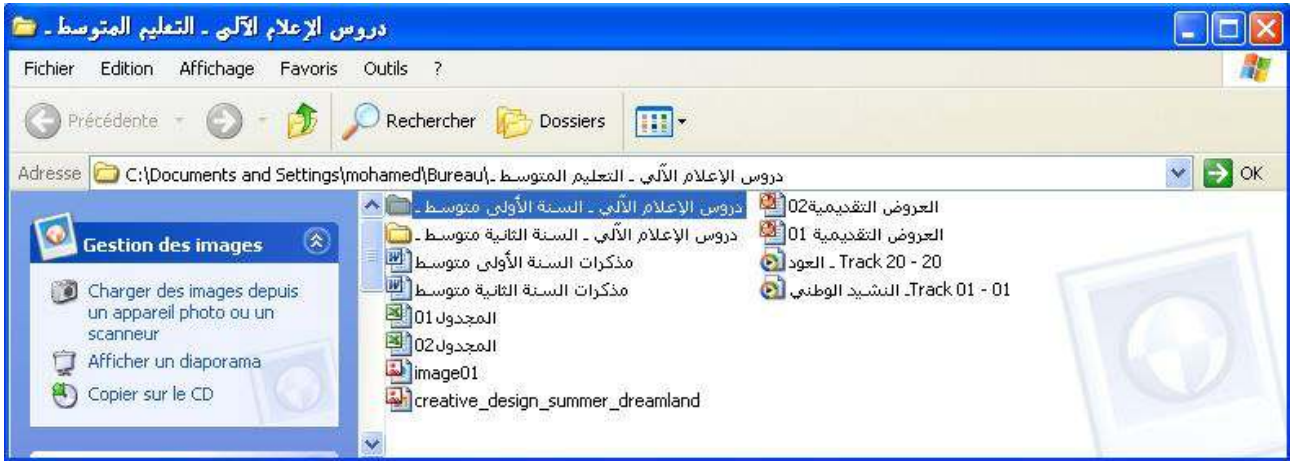 دروس الإعلام الآلي ـ التعليم المتوسط ـ
Fichier Edition Affichage Favoris Outils ?
Précédente Rechercher Dossiers
Adresse C:\Documents and Settings\mohamed\Bureau\دروس الإعلام الآلي ـ التعليم المتوسط ـ OK
Gestion des images
Charger des images depuis
un appareil photo ou un
scanneur
Afficher un diaporama
Copier sur le CD
دروس الإعلام الآلي ـ السنة الأولى متوسط ـ
دروس الإعلام الآلي ـ السنة الثانية متوسط ـ
مذكرات السنة الأولى متوسط
مذكرات السنة الثانية متوسط
المجدول01
المجدول02
image01
creative_design_summer_dreamland
العروض التقديمية02
العروض التقديمية 01
20 - Track 20 ـ العود
01 - Track 01ـ النشيد الوطني